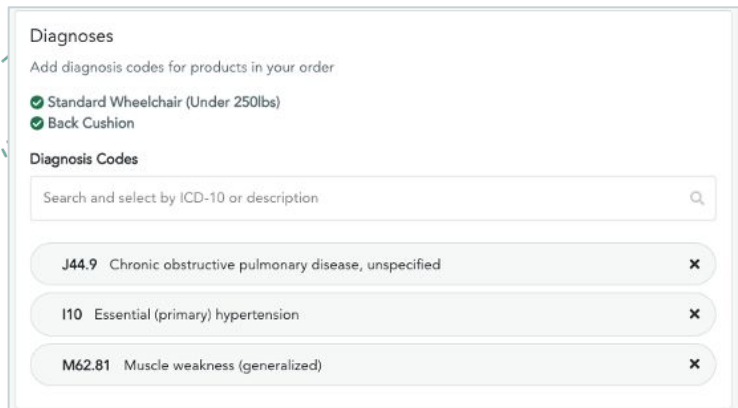 Diagnoses
Add diagnosis codes for products in your order
Standard Wheelchair (Under 250lbs)
Back Cushion
Diagnosis Codes
Search and select by ICD-10 or description
J44.9 Chronic obstructive pulmonary disease, unspecified
I10 Essential (primary) hypertension
M62.81 Muscle weakness (generalized)